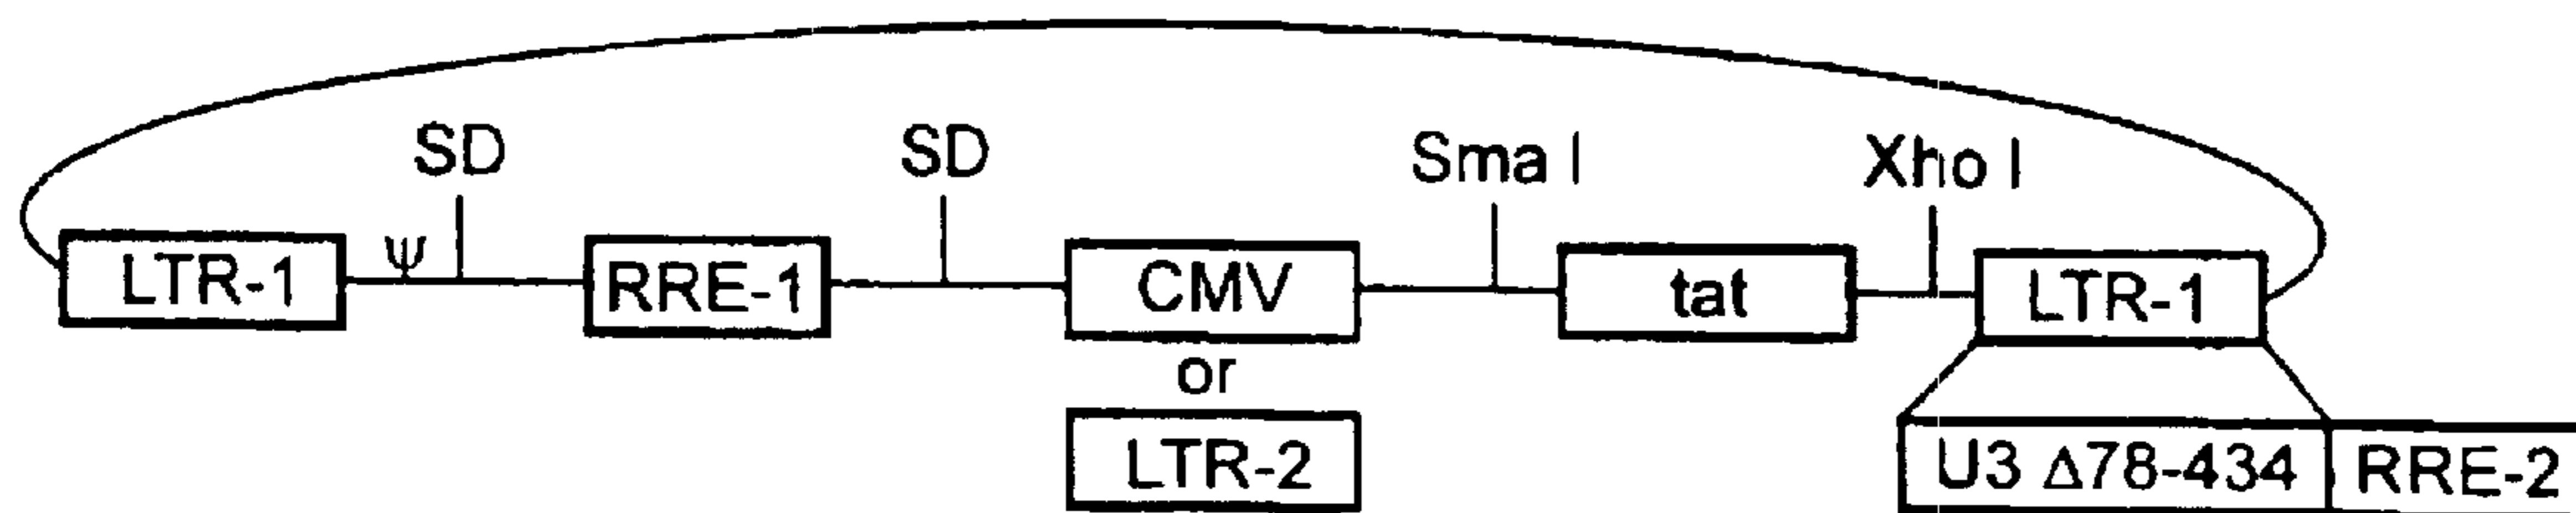 SD SD Sma I Xho I
LTR-1 ψ RRE-1 CMV tat LTR-1
or
LTR-2 U3 Δ78-434 RRE-2